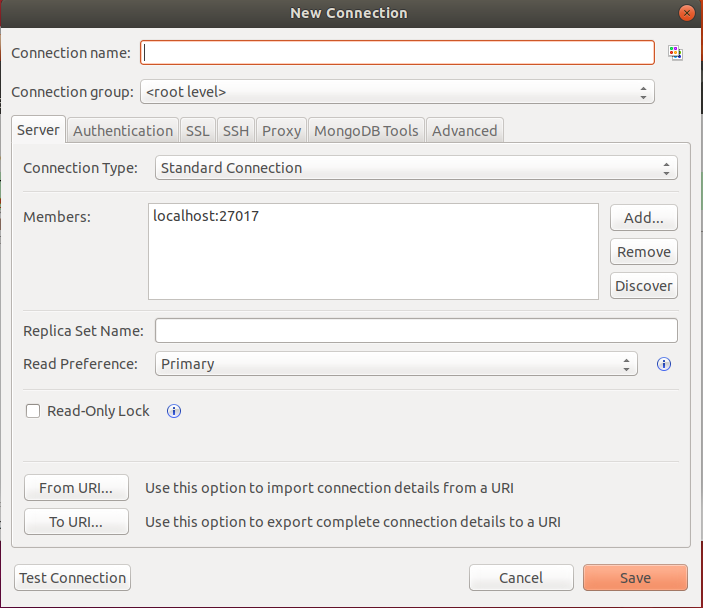 New Connection
Connection name:
Connection group: <root level>
Server Authentication SSL SSH Proxy MongoDB Tools Advanced
Connection Type: Standard Connection
Members: localhost:27017 Add...
Remove
Discover
Replica Set Name:
Read Preference: Primary
Read-Only Lock
From URI... Use this option to import connection details from a URI
To URI... Use this option to export complete connection details to a URI
Test Connection Cancel Save